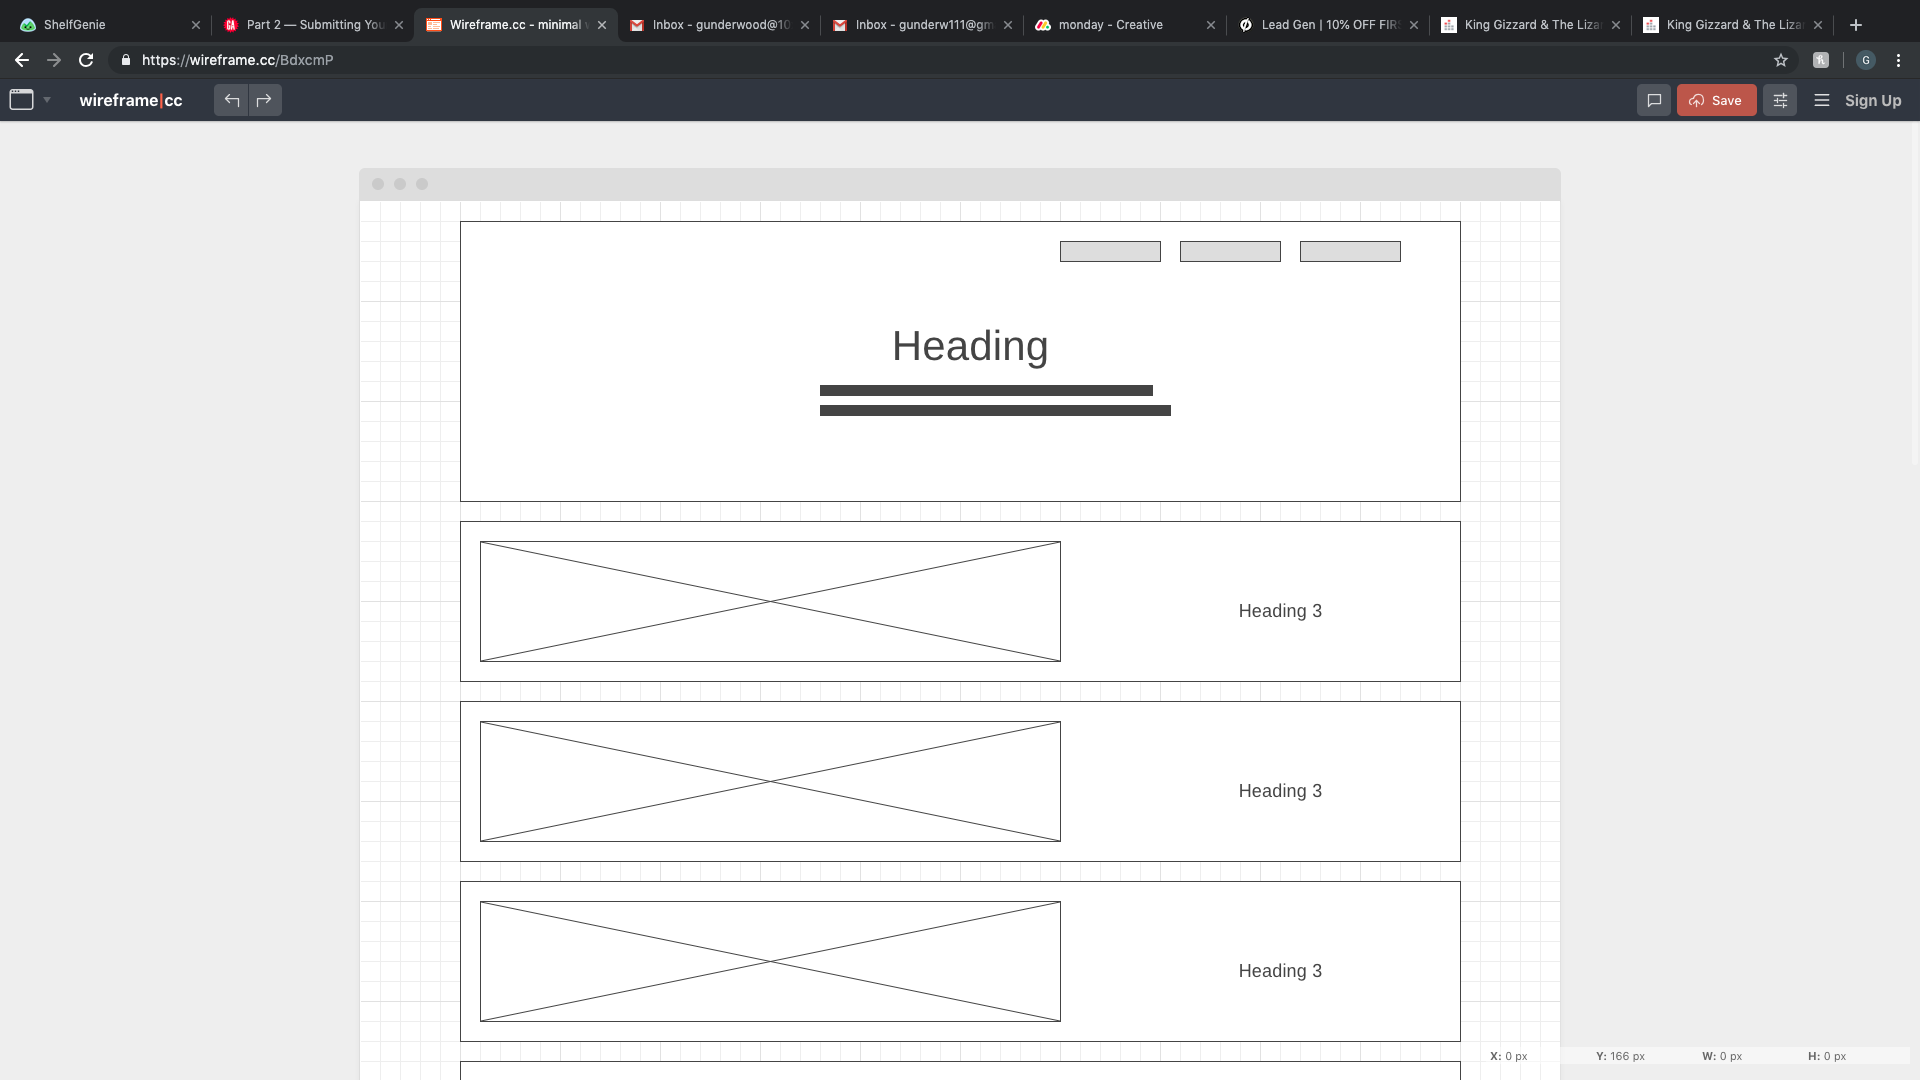 ShelfGenie
Part 2 — Submitting You
Wireframe.cc - minimal
Inbox - gunderwood@10
Inbox - gunderw111@gm
monday - Creative
Lead Gen | 10% OFF FIR
King Gizzard & The Liza
King Gizzard & The Liza
https://wireframe.cc/BdxcmP
G
wireframe|cc
Save
Sign Up
Heading
Heading 3
Heading 3
Heading 3
X: 0 px Y: 166 px W: 0 px H: 0 px